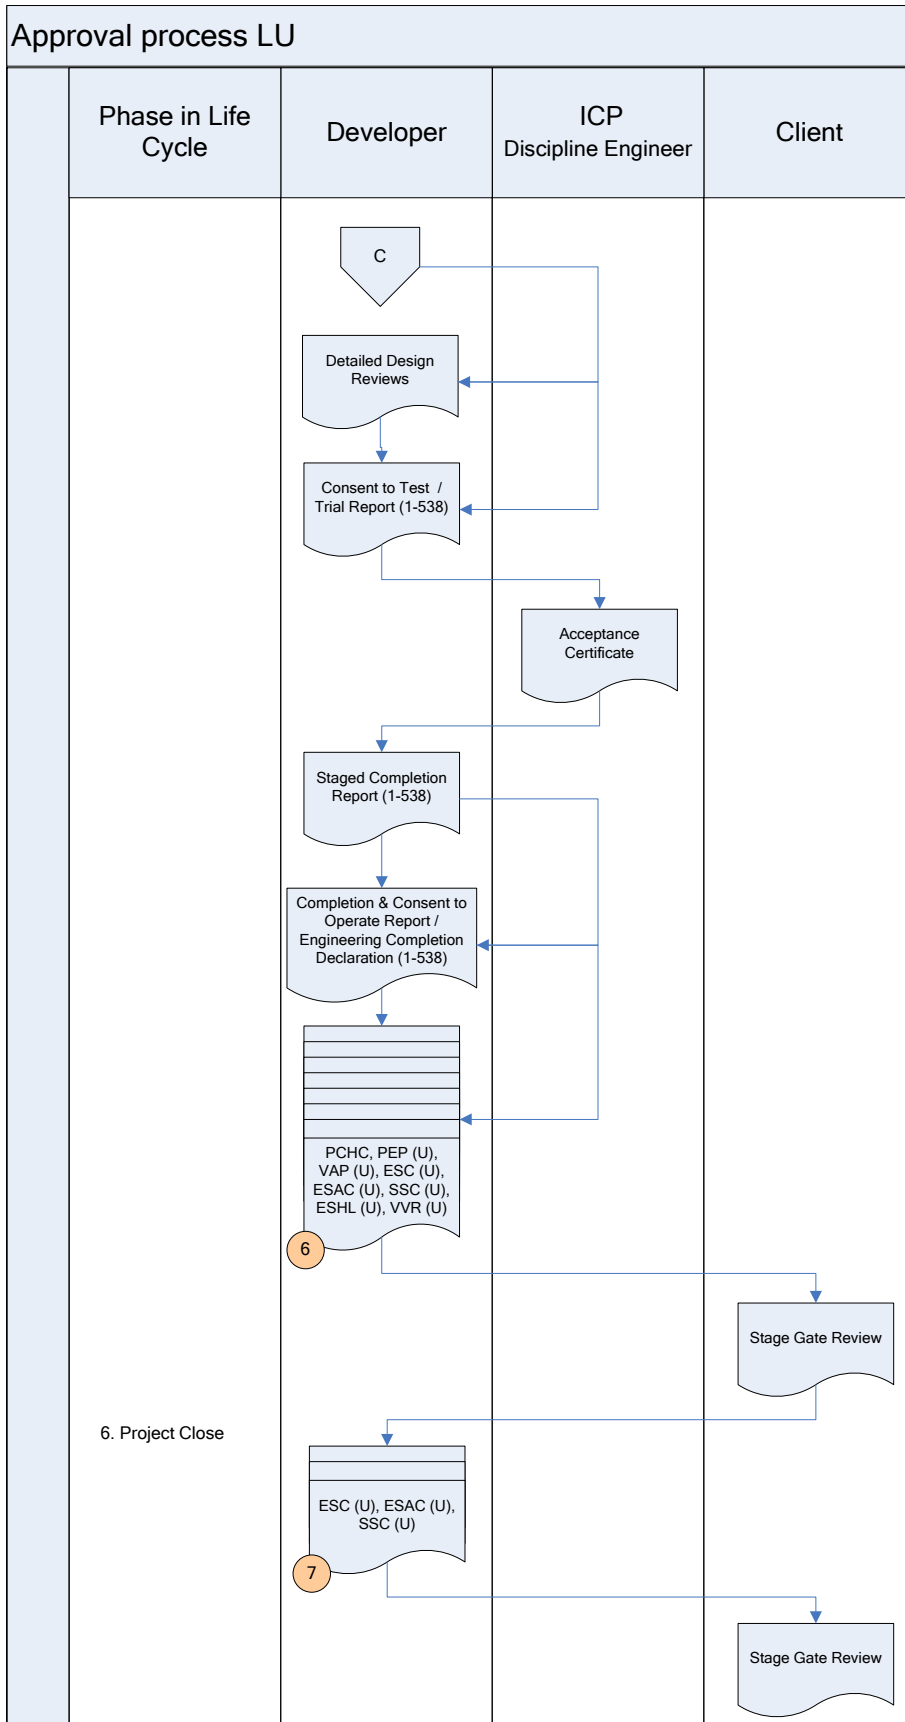 Approval process LU
Phase in Life
Cycle
Developer
ICP
Discipline Engineer
Client
C
Detailed Design
Reviews
Consent to Test /
Trial Report (1-538)
Acceptance
Certificate
Staged Completion
Report (1-538)
Completion & Consent to
Operate Report /
Engineering Completion
Declaration (1-538)
PCHC, PEP (U),
VAP (U), ESC (U),
ESAC (U), SSC (U),
ESHL (U), VVR (U)
6
Stage Gate Review
6. Project Close
ESC (U), ESAC (U),
SSC (U)
7
Stage Gate Review